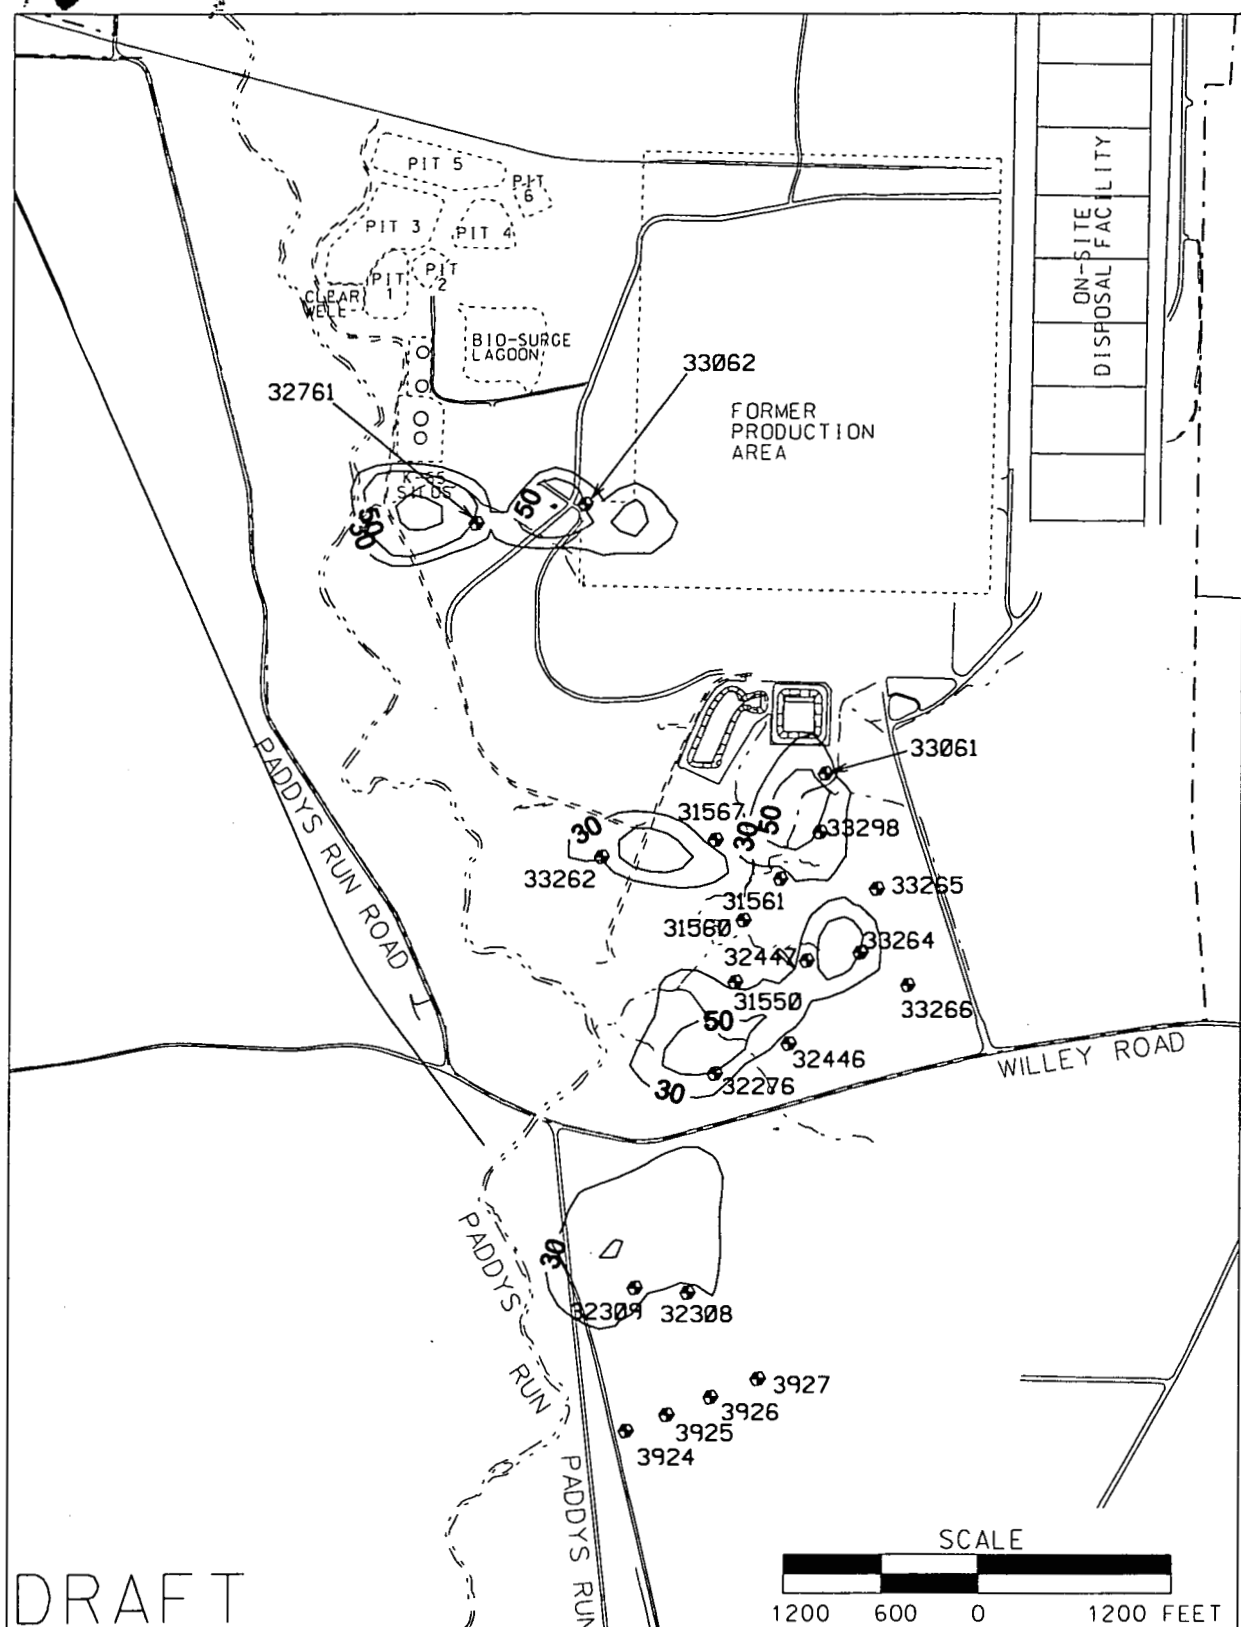 PIT 5
PIT
6
PIT 3
PIT 4
PIT
2
PIT
1
CLEAR
WELL
BIO-SURGE
LAGOON
ON-SITE
DISPOSAL FACILITY
32761
33062
FORMER
PRODUCTION
AREA
K-65
SILOS
50
30
50
PADDYS RUN ROAD
33061
31567
30
50
30
33298
33262
31561
33265
31560
32447
33264
31550
33266
50
32446
30
32276
WILLEY ROAD
PADDYS
RUN
30
32309
32308
3927
3926
3925
3924
PADDYS RUN
SCALE
1200 600 0 1200 FEET
DRAFT